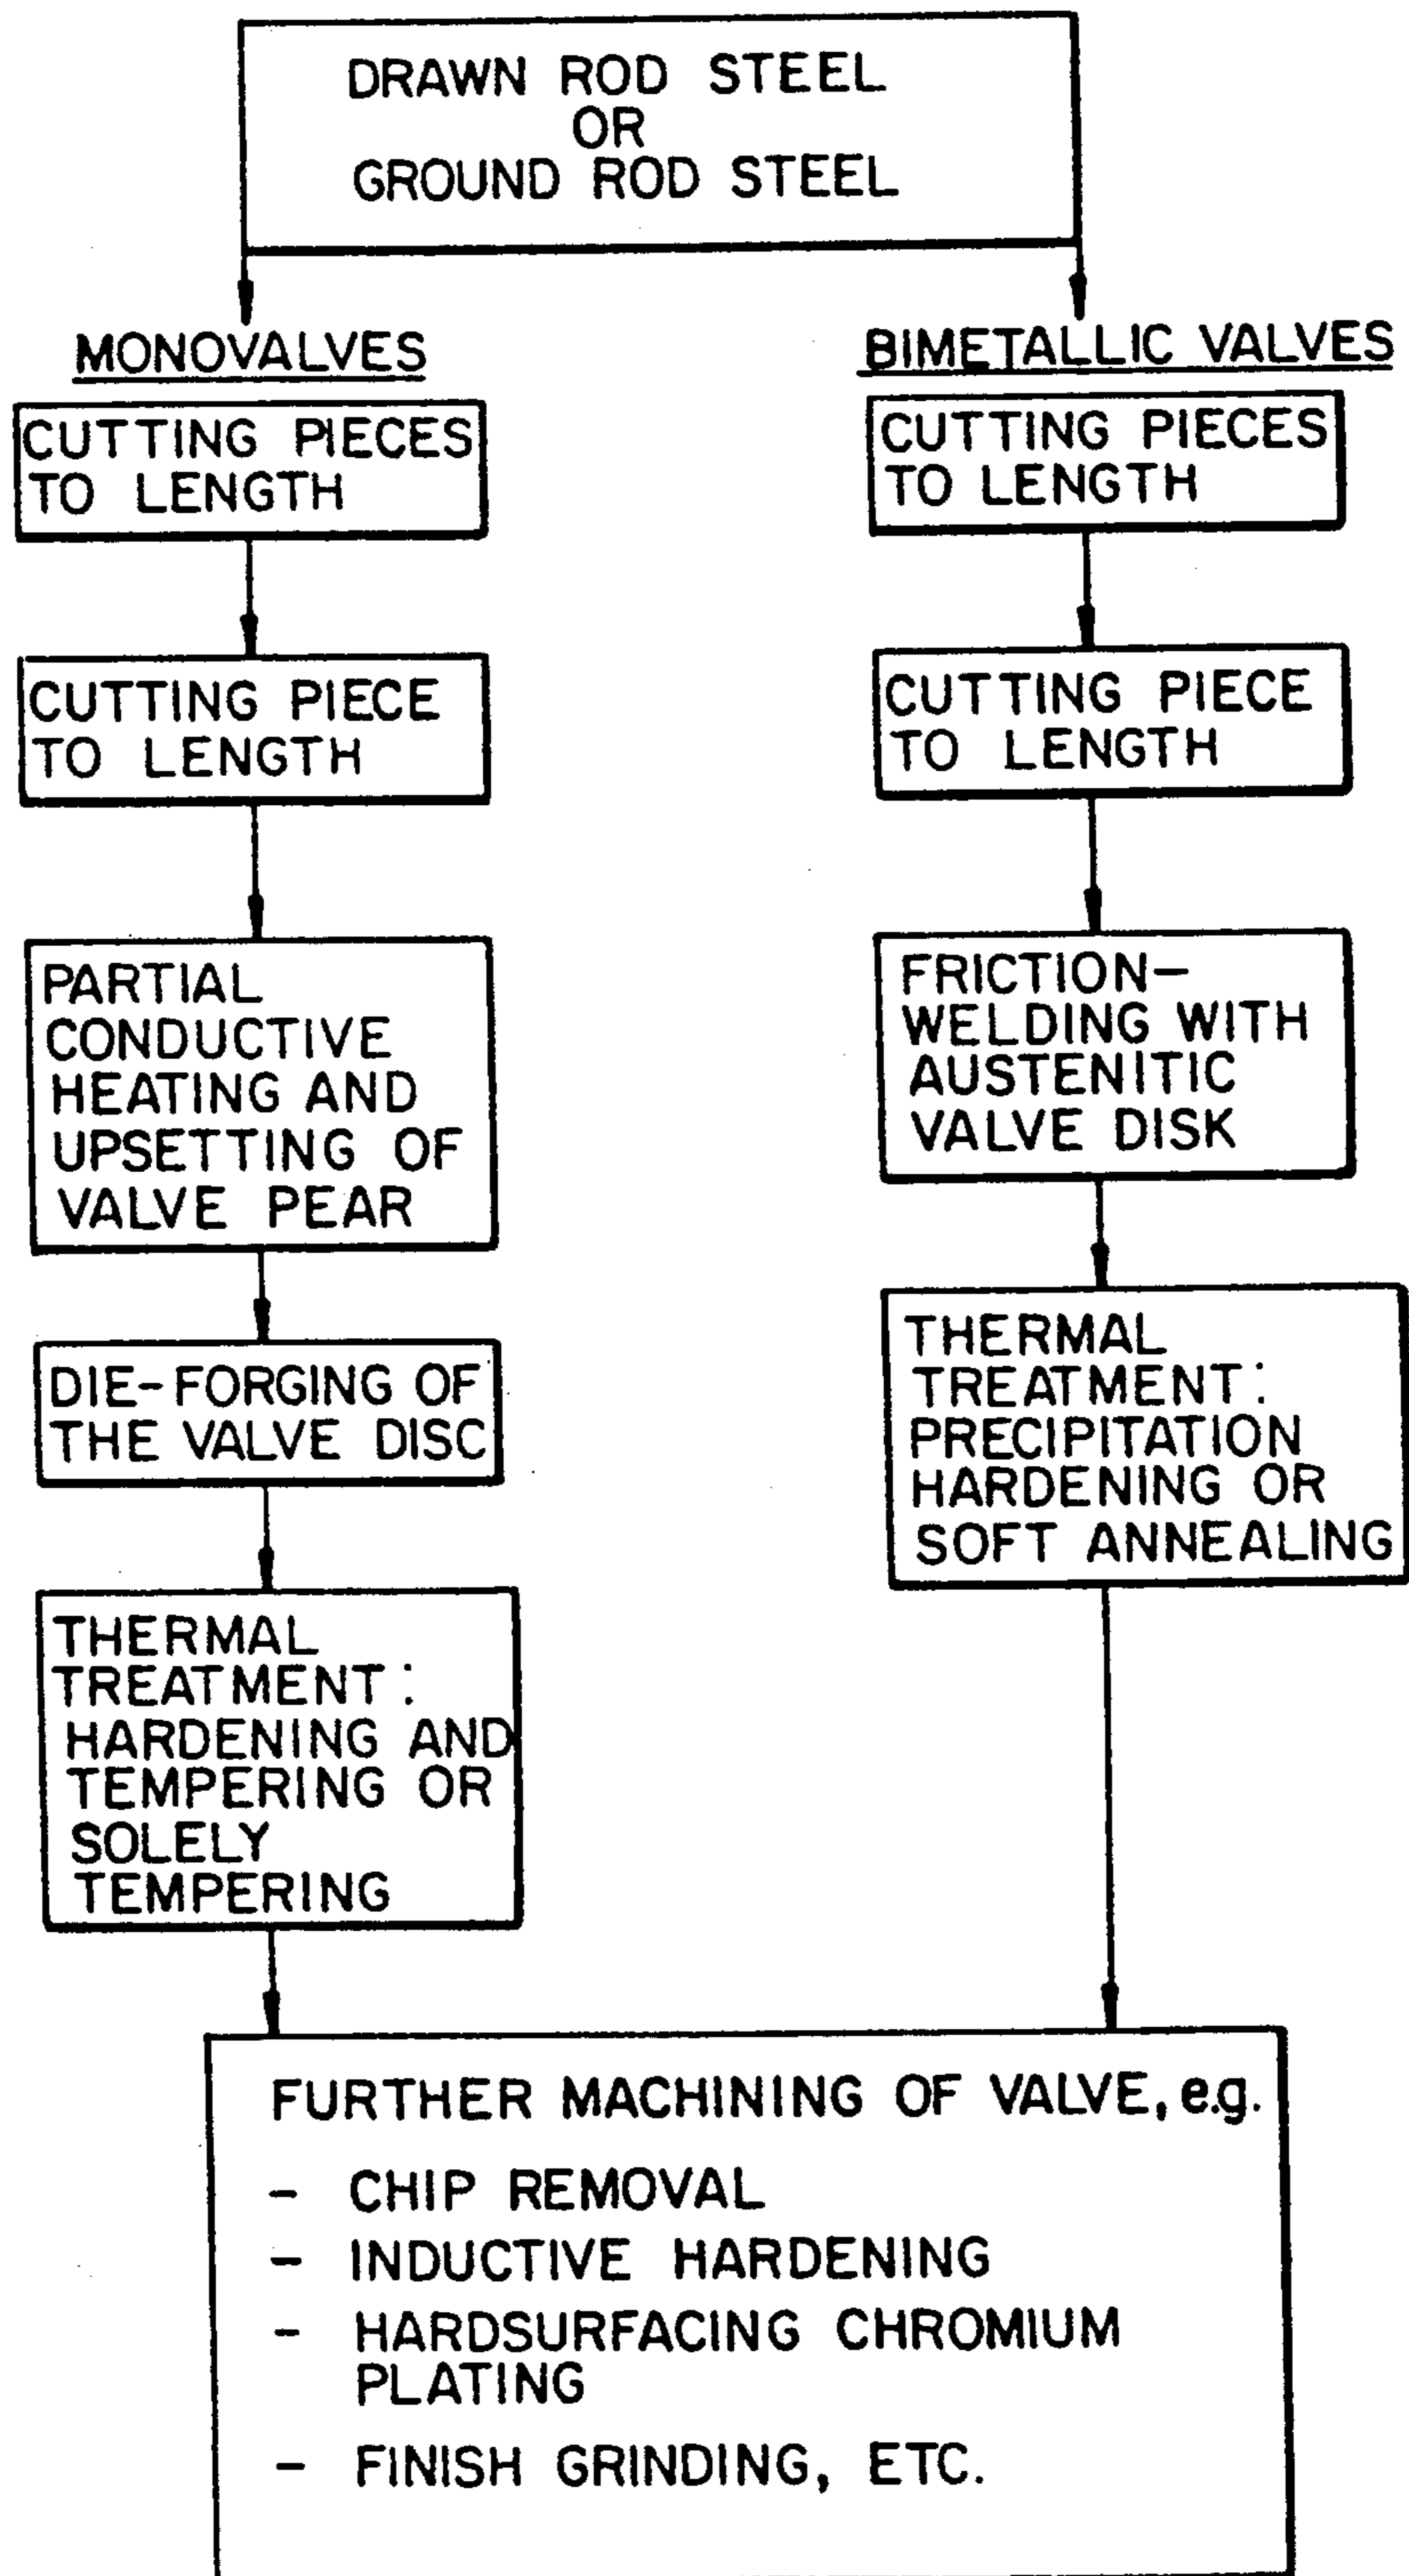 DRAWN ROD STEEL
OR
GROUND ROD STEEL
MONOVALVES
CUTTING PIECES
TO LENGTH
CUTTING PIECE
TO LENGTH
PARTIAL
CONDUCTIVE
HEATING AND
UPSETTING OF
VALVE PEAR
DIE-FORGING OF
THE VALVE DISC
THERMAL
TREATMENT:
HARDENING AND
TEMPERING OR
SOLELY
TEMPERING
BIMETALLIC VALVES
CUTTING PIECES
TO LENGTH
CUTTING PIECE
TO LENGTH
FRICTION-
WELDING WITH
AUSTENITIC
VALVE DISK
THERMAL
TREATMENT:
PRECIPITATION
HARDENING OR
SOFT ANNEALING
FURTHER MACHINING OF VALVE, e.g.
- CHIP REMOVAL
- INDUCTIVE HARDENING
- HARDSURFACING CHROMIUM
PLATING
- FINISH GRINDING, ETC.